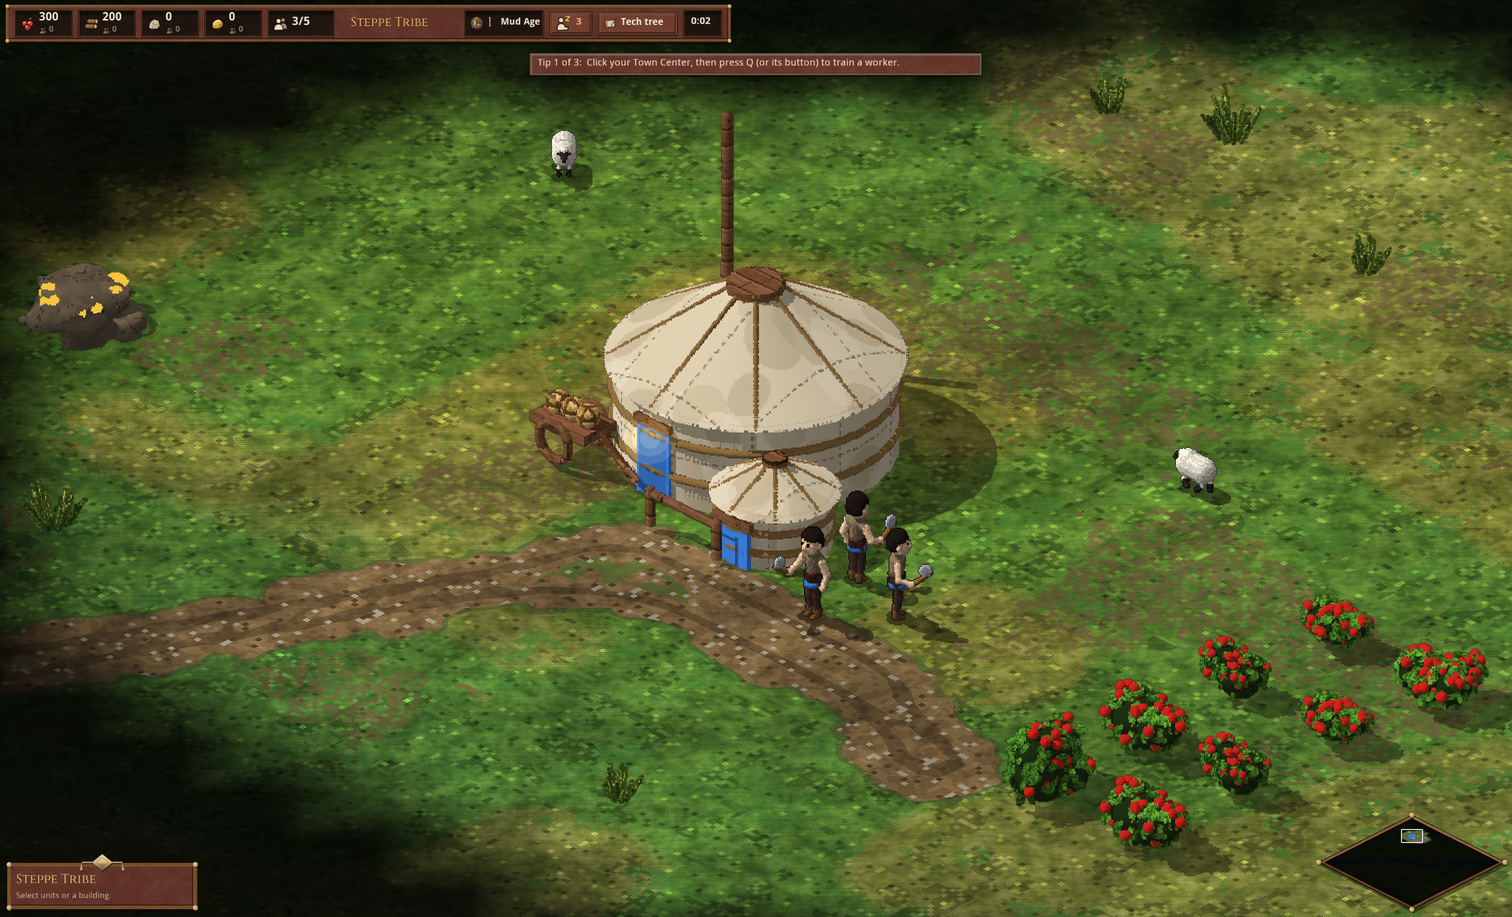 300
0
200
0
0
0
0
0
3/5
STEPPE TRIBE
Mud Age
z 3
Tech tree
0:02
Tip 1 of 3: Click your Town Center, then press Q (or its button) to train a worker.
STEPPE TRIBE
Select units or a building.